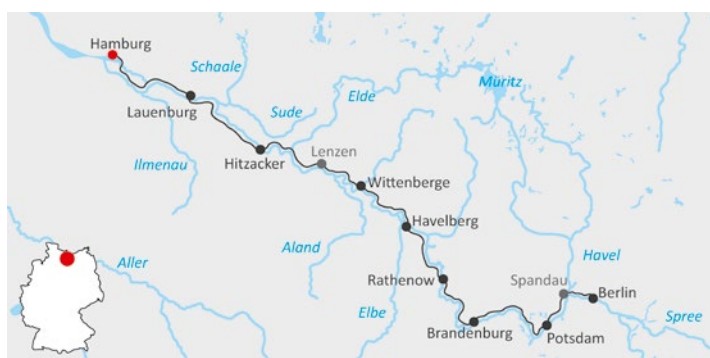 Hamburg
Schaale
Müritz
Elde
Lauenburg
Sude
Ilmenau
Hitzacker
Lenzen
Wittenberge
Havelberg
Aland
Aller
Havel
Rathenow
Spandau
Berlin
Elbe
Spree
Brandenburg
Potsdam